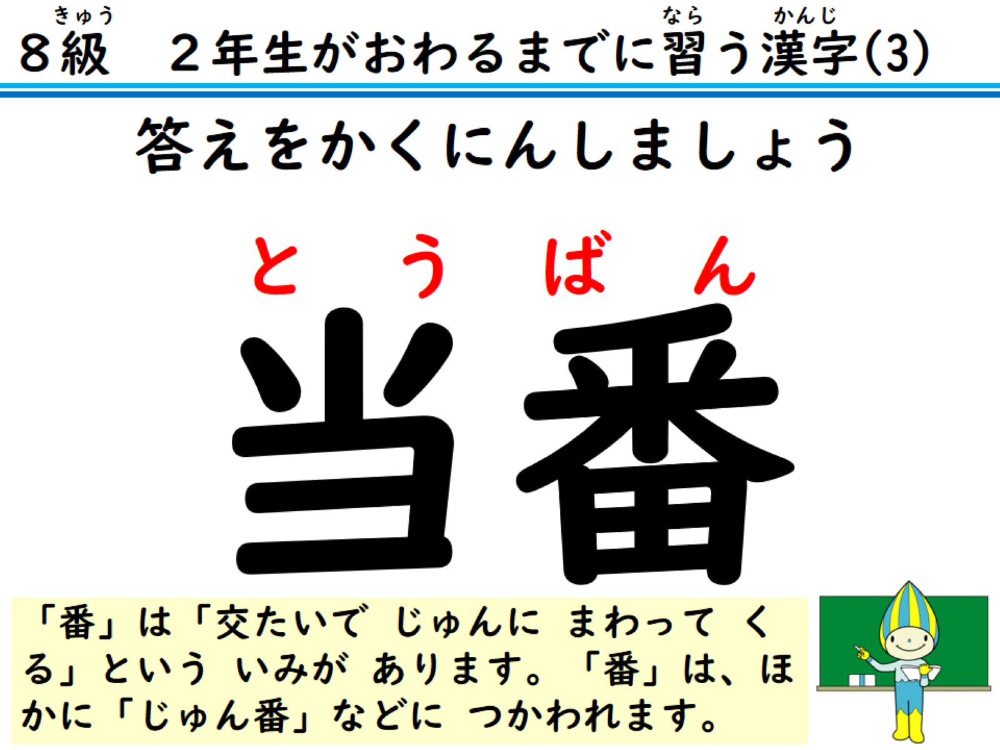 きゅう なら かんじ
８級　２年生がおわるまでに習う漢字(3)
答えをかくにんしましょう
とうばん
当番
「番」は「交たいで じゅんに まわって く
る」という いみが あります。「番」は、ほ
かに「じゅん番」などに つかわれます。